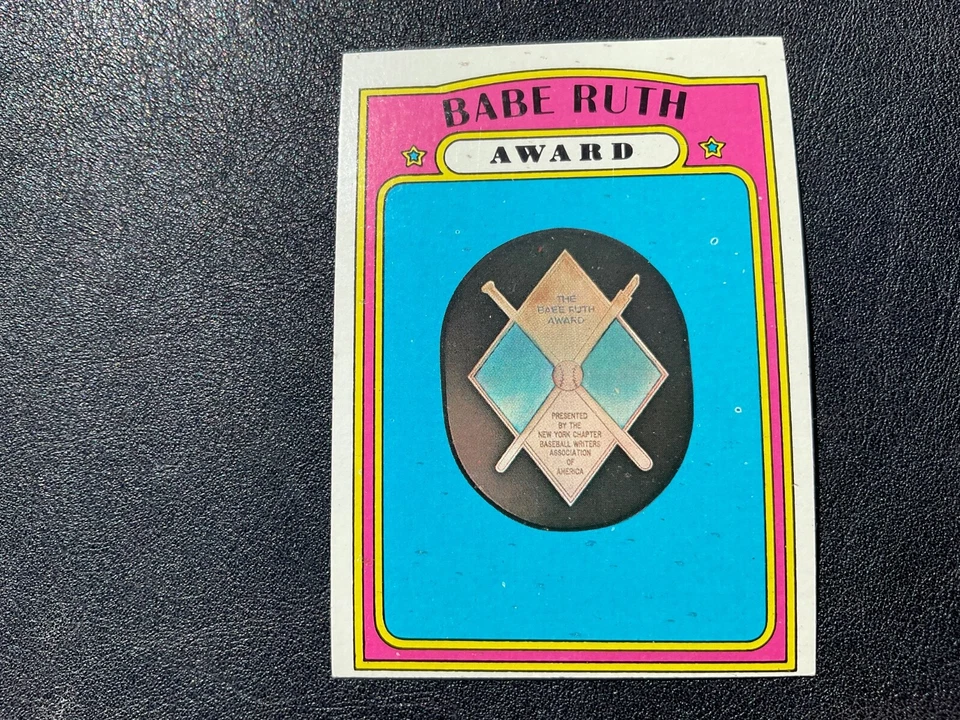 BABE RUTH
AWARD
THE
BABE RUTH
AWARD
PRESENTED
BY THE
NEW YORK CHAPTER
BASEBALL WRITERS
ASSOCIATION
OF
AMERICA